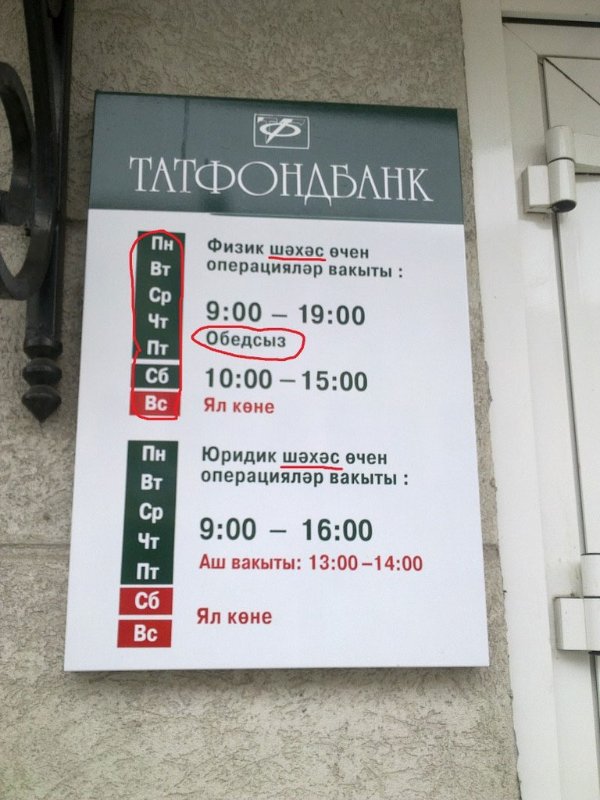 ТАТФОНДБАНК
Пн
Вт
Ср
Чт
Пт
Сб
Вс
Физик шәхәс өчен
операцияләр вакыты :
9:00 – 19:00
Обедсыз
10:00 – 15:00
Ял көне
Пн
Вт
Ср
Чт
Пт
Сб
Вс
Юридик шәхәс өчен
операцияләр вакыты :
9:00 – 16:00
Аш вакыты: 13:00 – 14:00
Ял көне